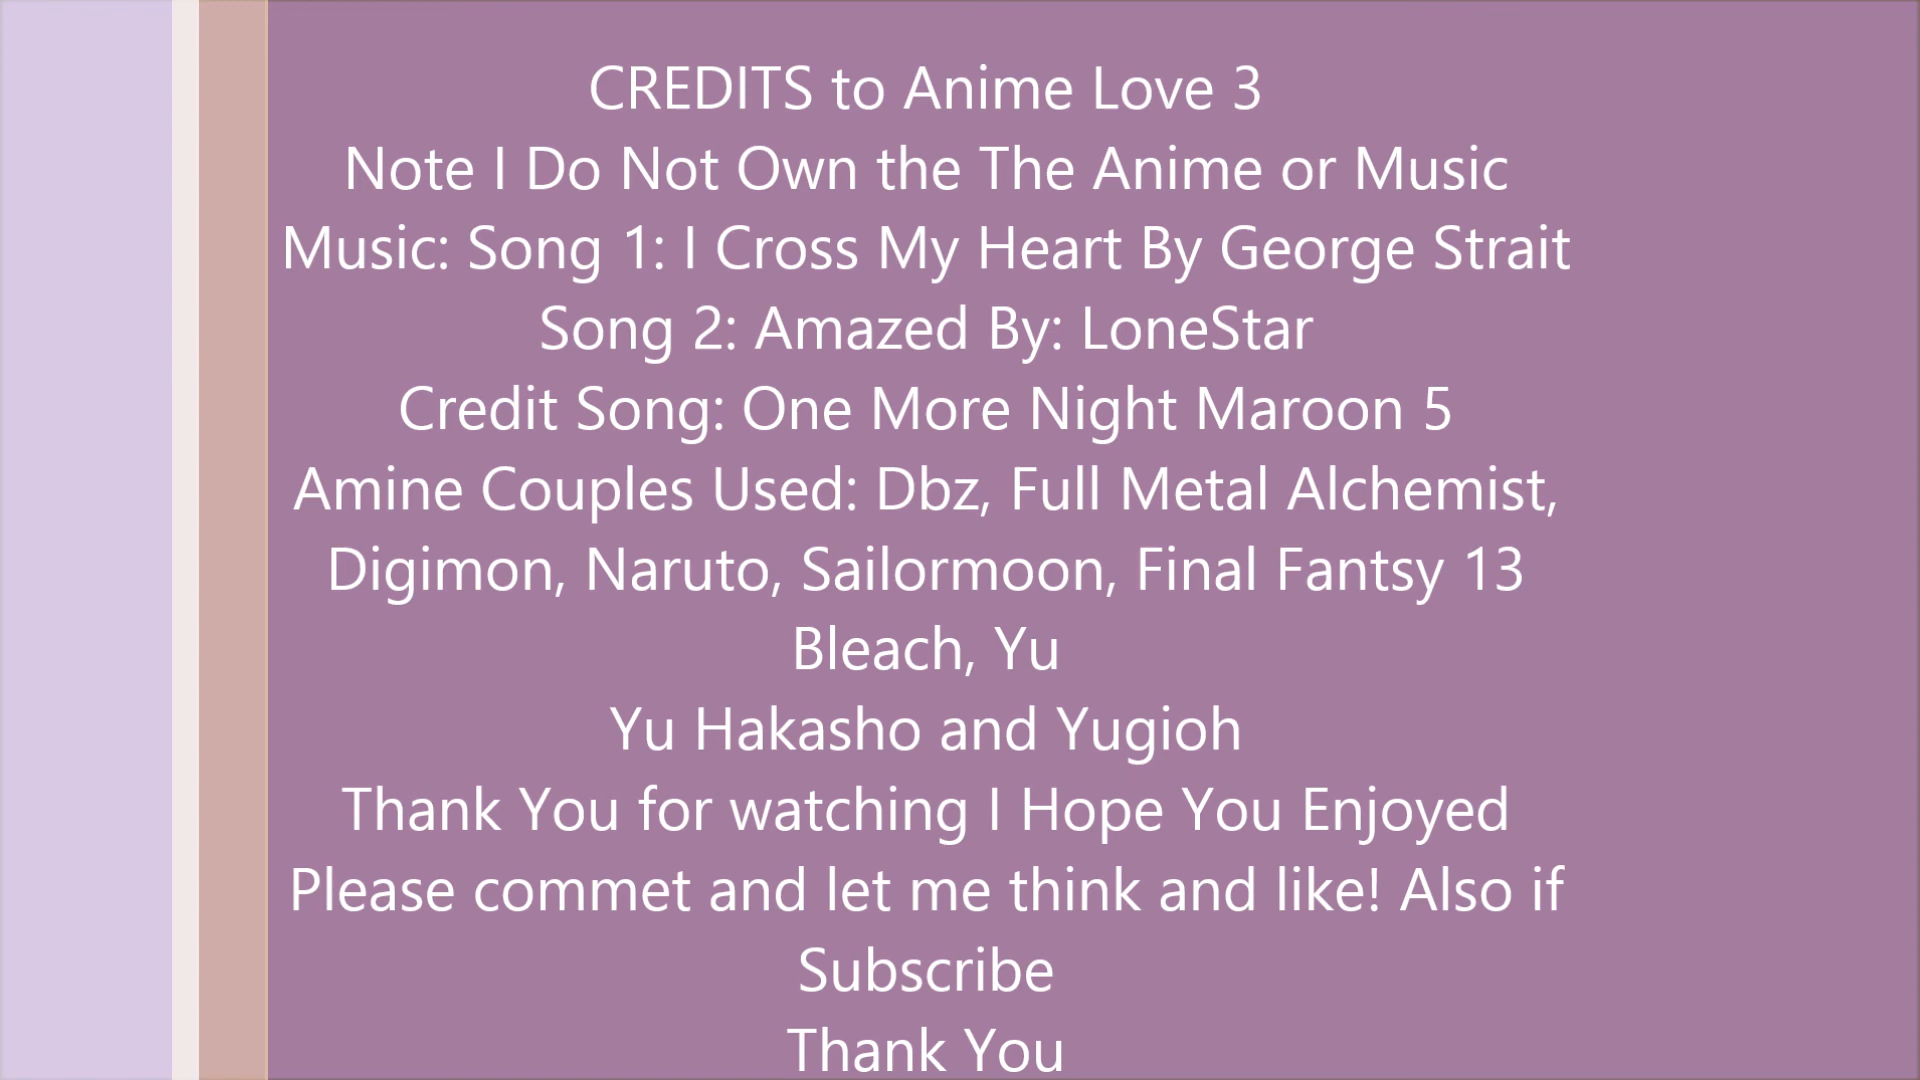 CREDITS to Anime Love 3
Note I Do Not Own the The Anime or Music
Music: Song 1: I Cross My Heart By George Strait
Song 2: Amazed By: LoneStar
Credit Song: One More Night Maroon 5
Amine Couples Used: Dbz, Full Metal Alchemist,
Digimon, Naruto, Sailormoon, Final Fantsy 13
Bleach, Yu
Yu Hakasho and Yugioh
Thank You for watching I Hope You Enjoyed
Please commet and let me think and like! Also if
Subscribe
Thank You